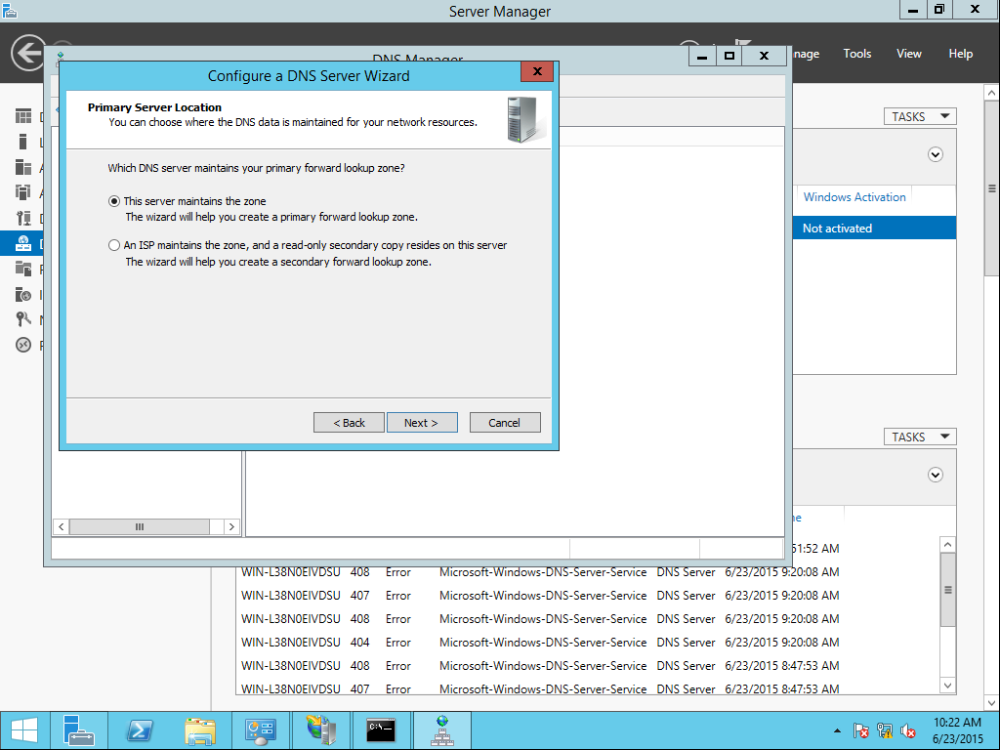 Server Manager
DNS Manager
nage
Tools
View
Help
Configure a DNS Server Wizard
Primary Server Location
You can choose where the DNS data is maintained for your network resources.
Which DNS server maintains your primary forward lookup zone?
This server maintains the zone
The wizard will help you create a primary forward lookup zone.
An ISP maintains the zone, and a read-only secondary copy resides on this server
The wizard will help you create a secondary forward lookup zone.
< Back
Next >
Cancel
TASKS
Windows Activation
Not activated
TASKS
ne
51:52 AM
WIN-L38N0EIVDSU 408 Error Microsoft-Windows-DNS-Server-Service DNS Server 6/23/2015 9:20:08 AM
WIN-L38N0EIVDSU 407 Error Microsoft-Windows-DNS-Server-Service DNS Server 6/23/2015 9:20:08 AM
WIN-L38N0EIVDSU 408 Error Microsoft-Windows-DNS-Server-Service DNS Server 6/23/2015 9:20:08 AM
WIN-L38N0EIVDSU 404 Error Microsoft-Windows-DNS-Server-Service DNS Server 6/23/2015 9:20:08 AM
WIN-L38N0EIVDSU 408 Error Microsoft-Windows-DNS-Server-Service DNS Server 6/23/2015 8:47:53 AM
WIN-L38N0EIVDSU 407 Error Microsoft-Windows-DNS-Server-Service DNS Server 6/23/2015 8:47:53 AM
C:\_
10:22 AM
6/23/2015